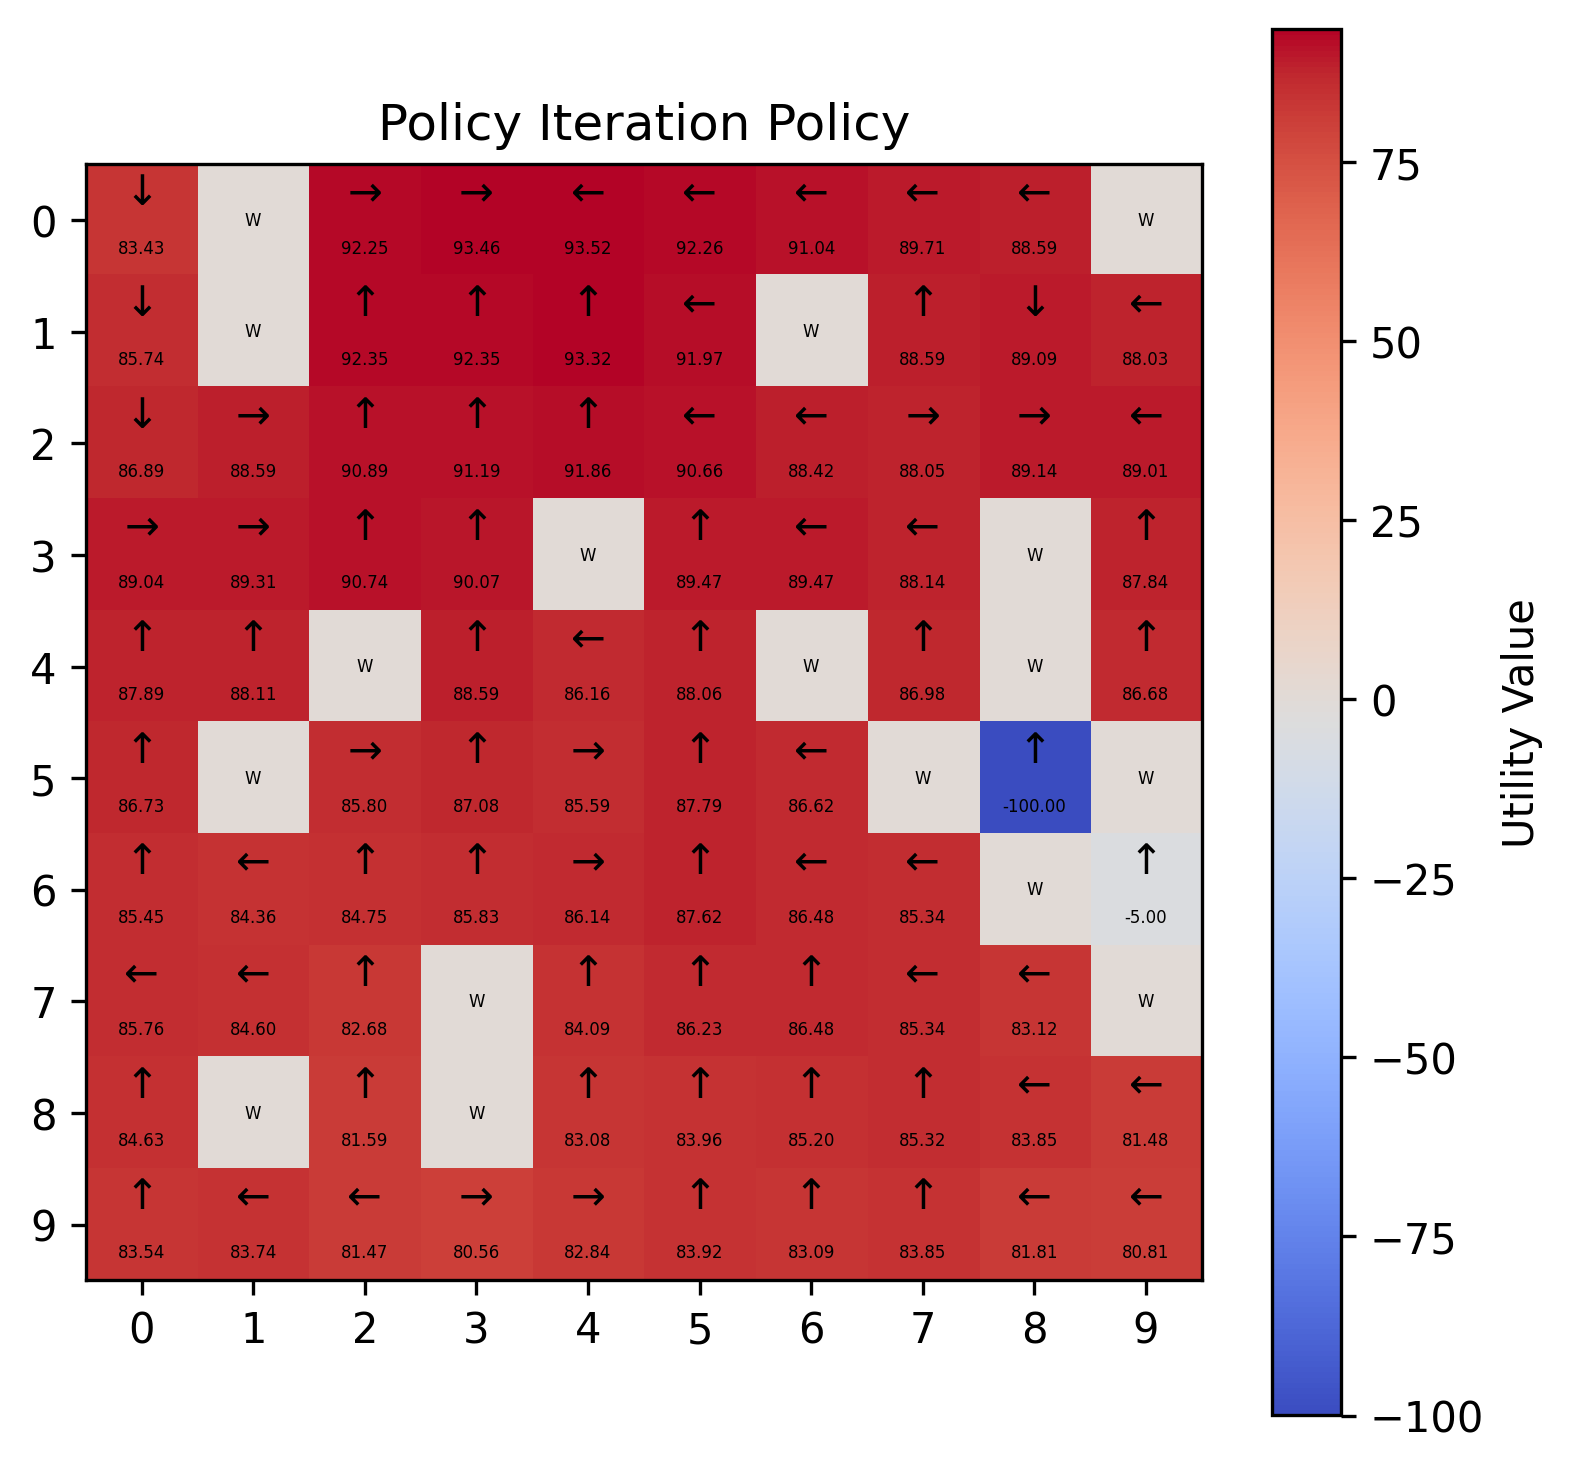 Policy Iteration Policy
0 ↓ W → → ← ← ← ← ← W
83.43 92.25 93.46 93.52 92.26 91.04 89.71 88.59
1 ↓ W ↑ ↑ ↑ ← W ↑ ↓ ←
85.74 92.35 92.35 93.32 91.97 88.59 89.09 88.03
2 ↓ → ↑ ↑ ↑ ← ← → → ←
86.89 88.59 90.89 91.19 91.86 90.66 88.42 88.05 89.14 89.01
3 → → ↑ ↑ W ↑ ← ← W ↑
89.04 89.31 90.74 90.07 89.47 89.47 88.14 87.84
4 ↑ ↑ W ↑ ← ↑ W ↑ W ↑
87.89 88.11 88.59 86.16 88.06 86.98 86.68
5 ↑ W → ↑ → ↑ ← W ↑ W
86.73 85.80 87.08 85.59 87.79 86.62 -100.00
6 ↑ ← ↑ ↑ → ↑ ← ← W ↑
85.45 84.36 84.75 85.83 86.14 87.62 86.48 85.34 -5.00
7 ← ← ↑ W ↑ ↑ ↑ ← ← W
85.76 84.60 82.68 84.09 86.23 86.48 85.34 83.12
8 ↑ W ↑ W ↑ ↑ ↑ ↑ ← ←
84.63 81.59 83.08 83.96 85.20 85.32 83.85 81.48
9 ↑ ← ← → → ↑ ↑ ↑ ← ←
83.54 83.74 81.47 80.56 82.84 83.92 83.09 83.85 81.81 80.81
0 1 2 3 4 5 6 7 8 9
75
50
25
0
−25
−50
−75
−100
Utility Value